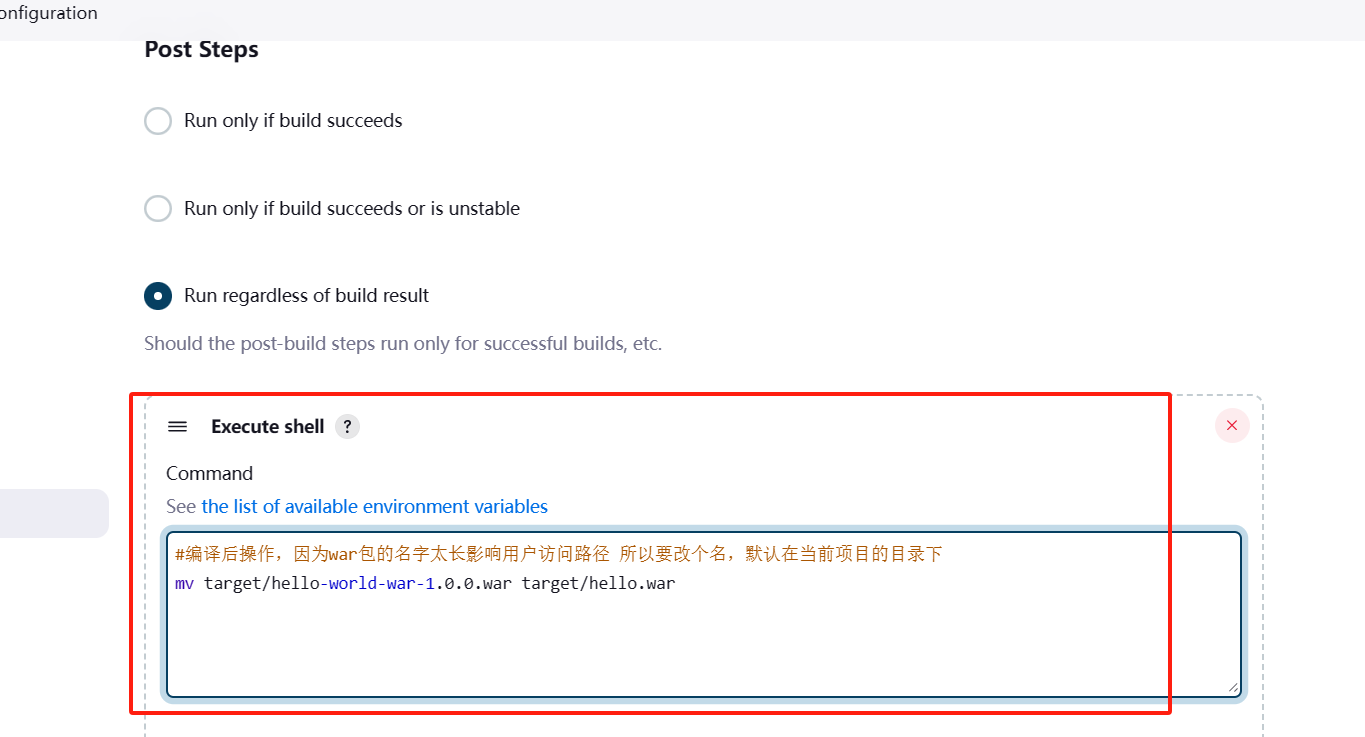 onfiguration
Post Steps
Run only if build succeeds
Run only if build succeeds or is unstable
Run regardless of build result
Should the post-build steps run only for successful builds, etc.
Execute shell ?
Command
See the list of available environment variables
#编译后操作，因为war包的名字太长影响用户访问路径 所以要改个名，默认在当前项目的目录下
mv target/hello-world-war-1.0.0.war target/hello.war